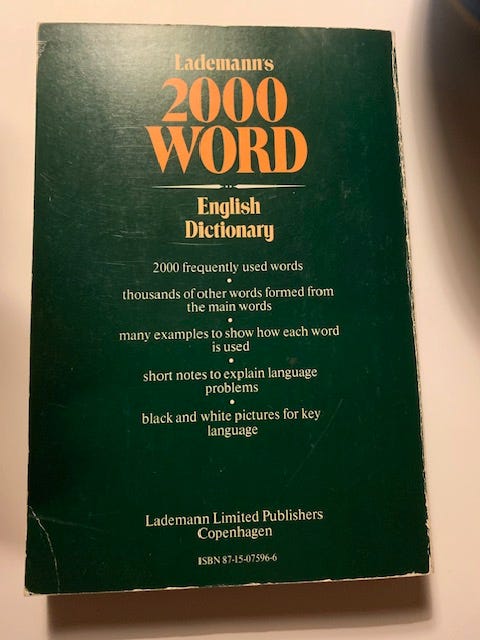 Lademann's
2000
WORD
English
Dictionary
2000 frequently used words
•
thousands of other words formed from
the main words
•
many examples to show how each word
is used
•
short notes to explain language
problems
•
black and white pictures for key
language
Lademann Limited Publishers
Copenhagen
ISBN 87-15-07596-6